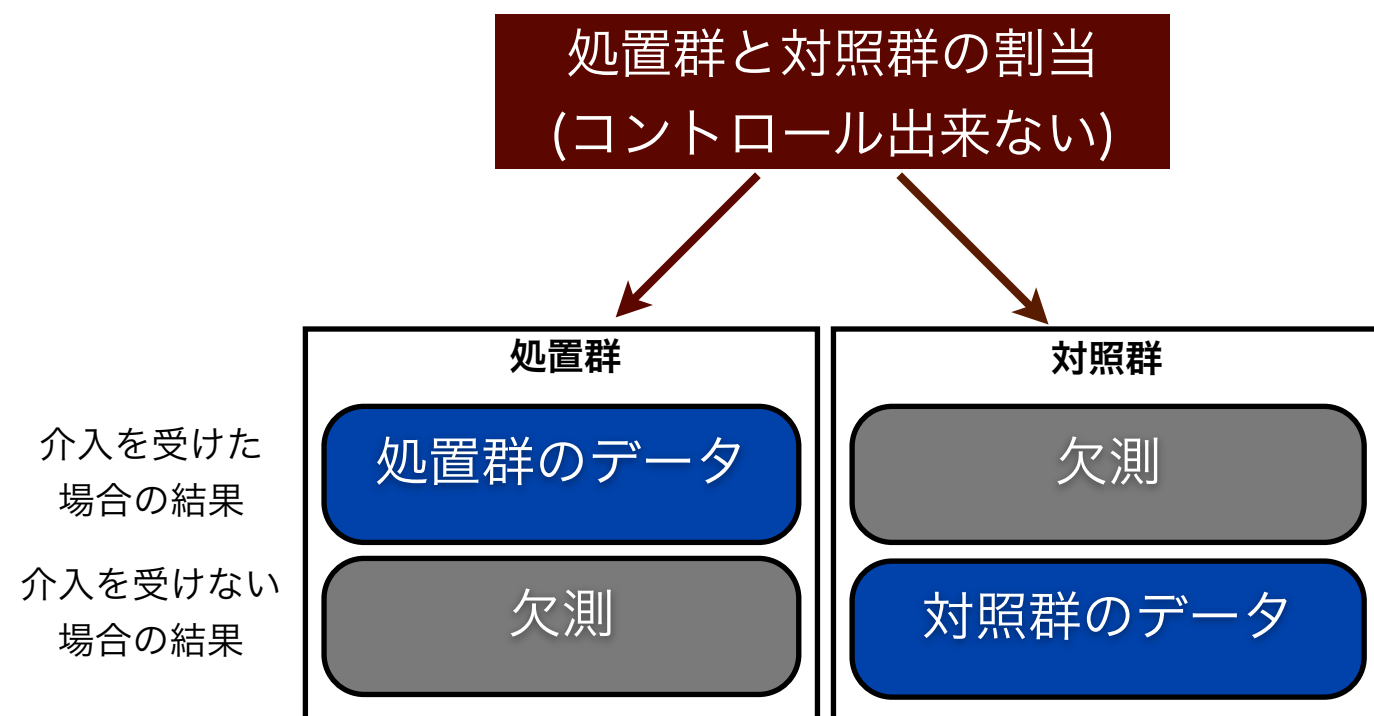 処置群と対照群の割当
(コントロール出来ない)
処置群
対照群
介入を受けた
場合の結果
処置群のデータ
欠測
介入を受けない
場合の結果
欠測
対照群のデータ